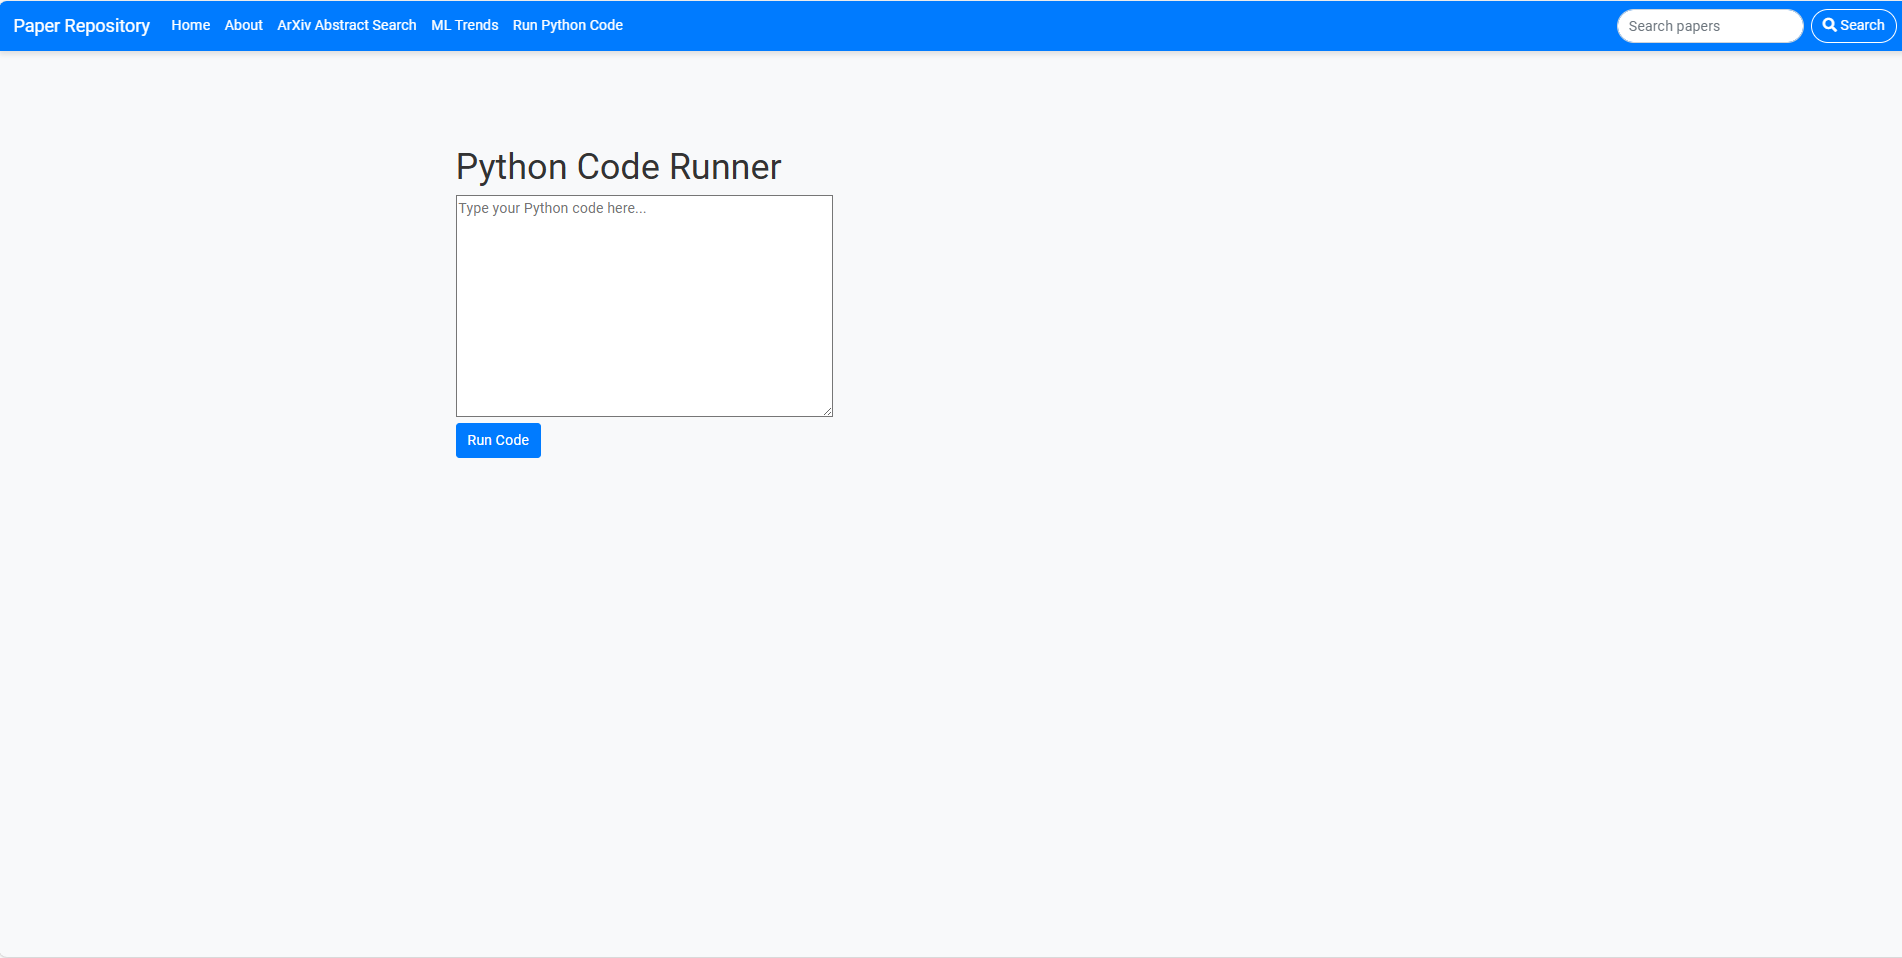 Paper Repository Home About ArXiv Abstract Search ML Trends Run Python Code Search papers Search
Python Code Runner
Type your Python code here...
Run Code